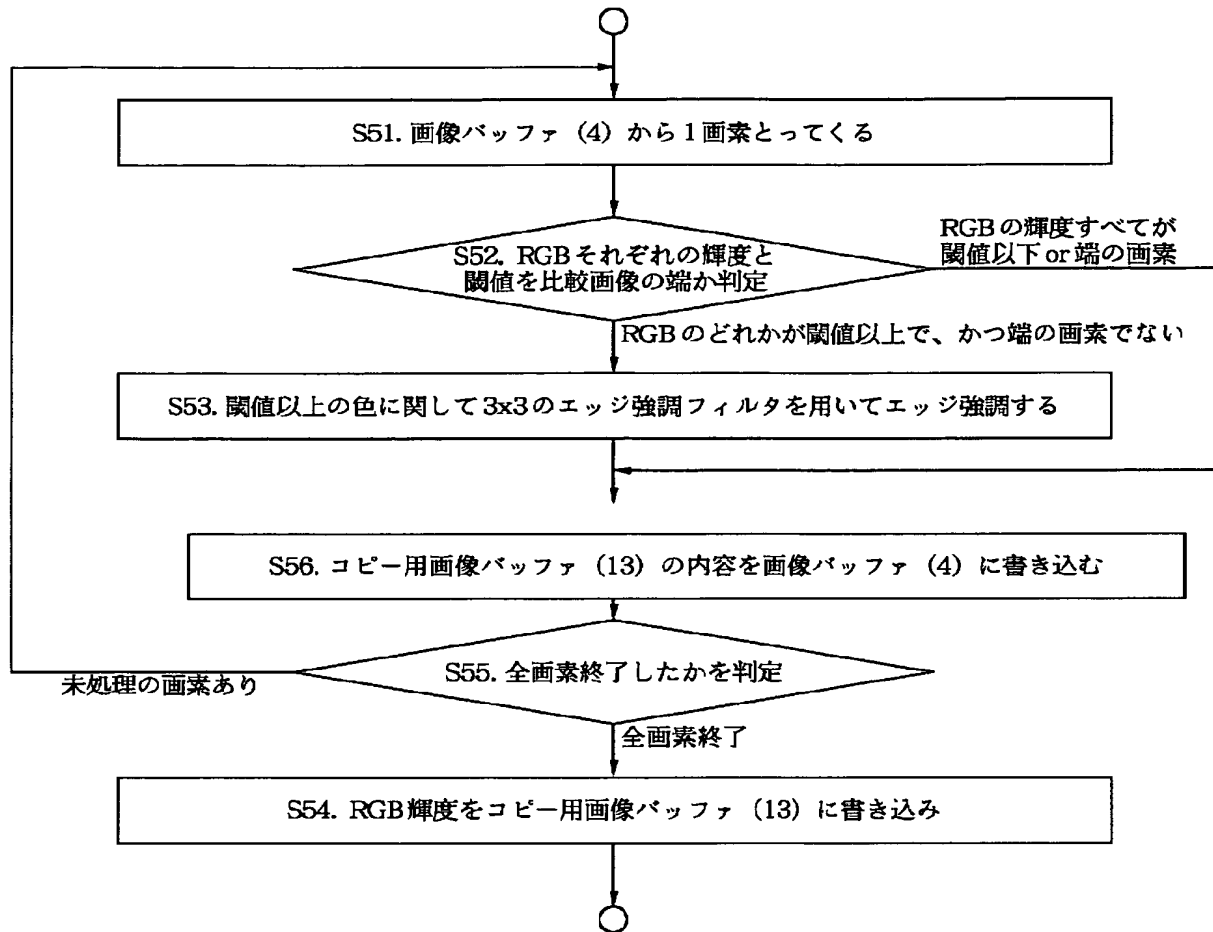 S51. 画像バッファ（4）から1画素とってくる
S52. RGBそれぞれの輝度と
閾値を比較画像の端か判定
RGBの輝度すべてが
閾値以下or端の画素
RGBのどれかが閾値以上で、かつ端の画素でない
S53. 閾値以上の色に関して3x3のエッジ強調フィルタを用いてエッジ強調する
S56. コピー用画像バッファ（13）の内容を画像バッファ（4）に書き込む
S55. 全画素終了したかを判定
未処理の画素あり
全画素終了
S54. RGB輝度をコピー用画像バッファ（13）に書き込み